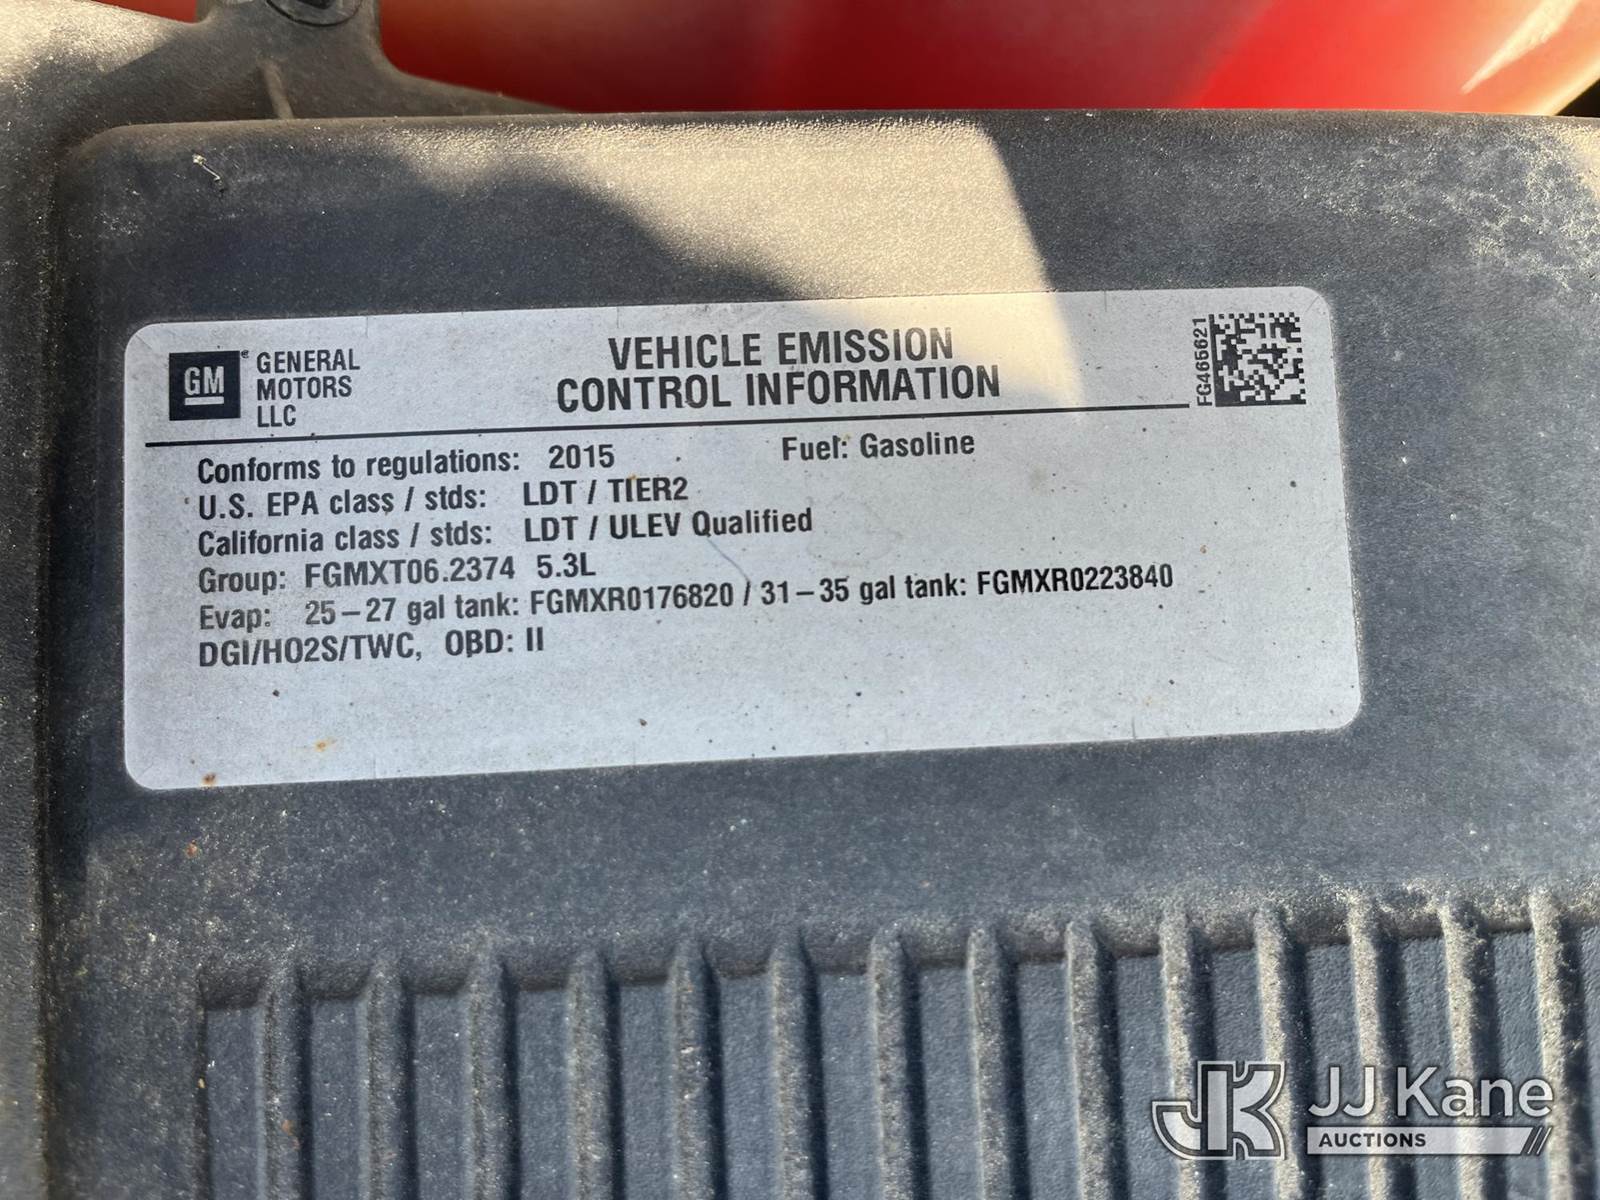 GM
GENERAL
MOTORS
LLC
VEHICLE EMISSION
CONTROL INFORMATION
FG465621
Conforms to regulations: 2015 Fuel: Gasoline
U.S. EPA class / stds: LDT / TIER2
California class / stds: LDT / ULEV Qualified
Group: FGMXT06.2374 5.3L
Evap: 25–27 gal tank: FGMXR0176820 / 31–35 gal tank: FGMXR0223840
DGI/HO2S/TWC, OBD: II
JK
JJ Kane
AUCTIONS